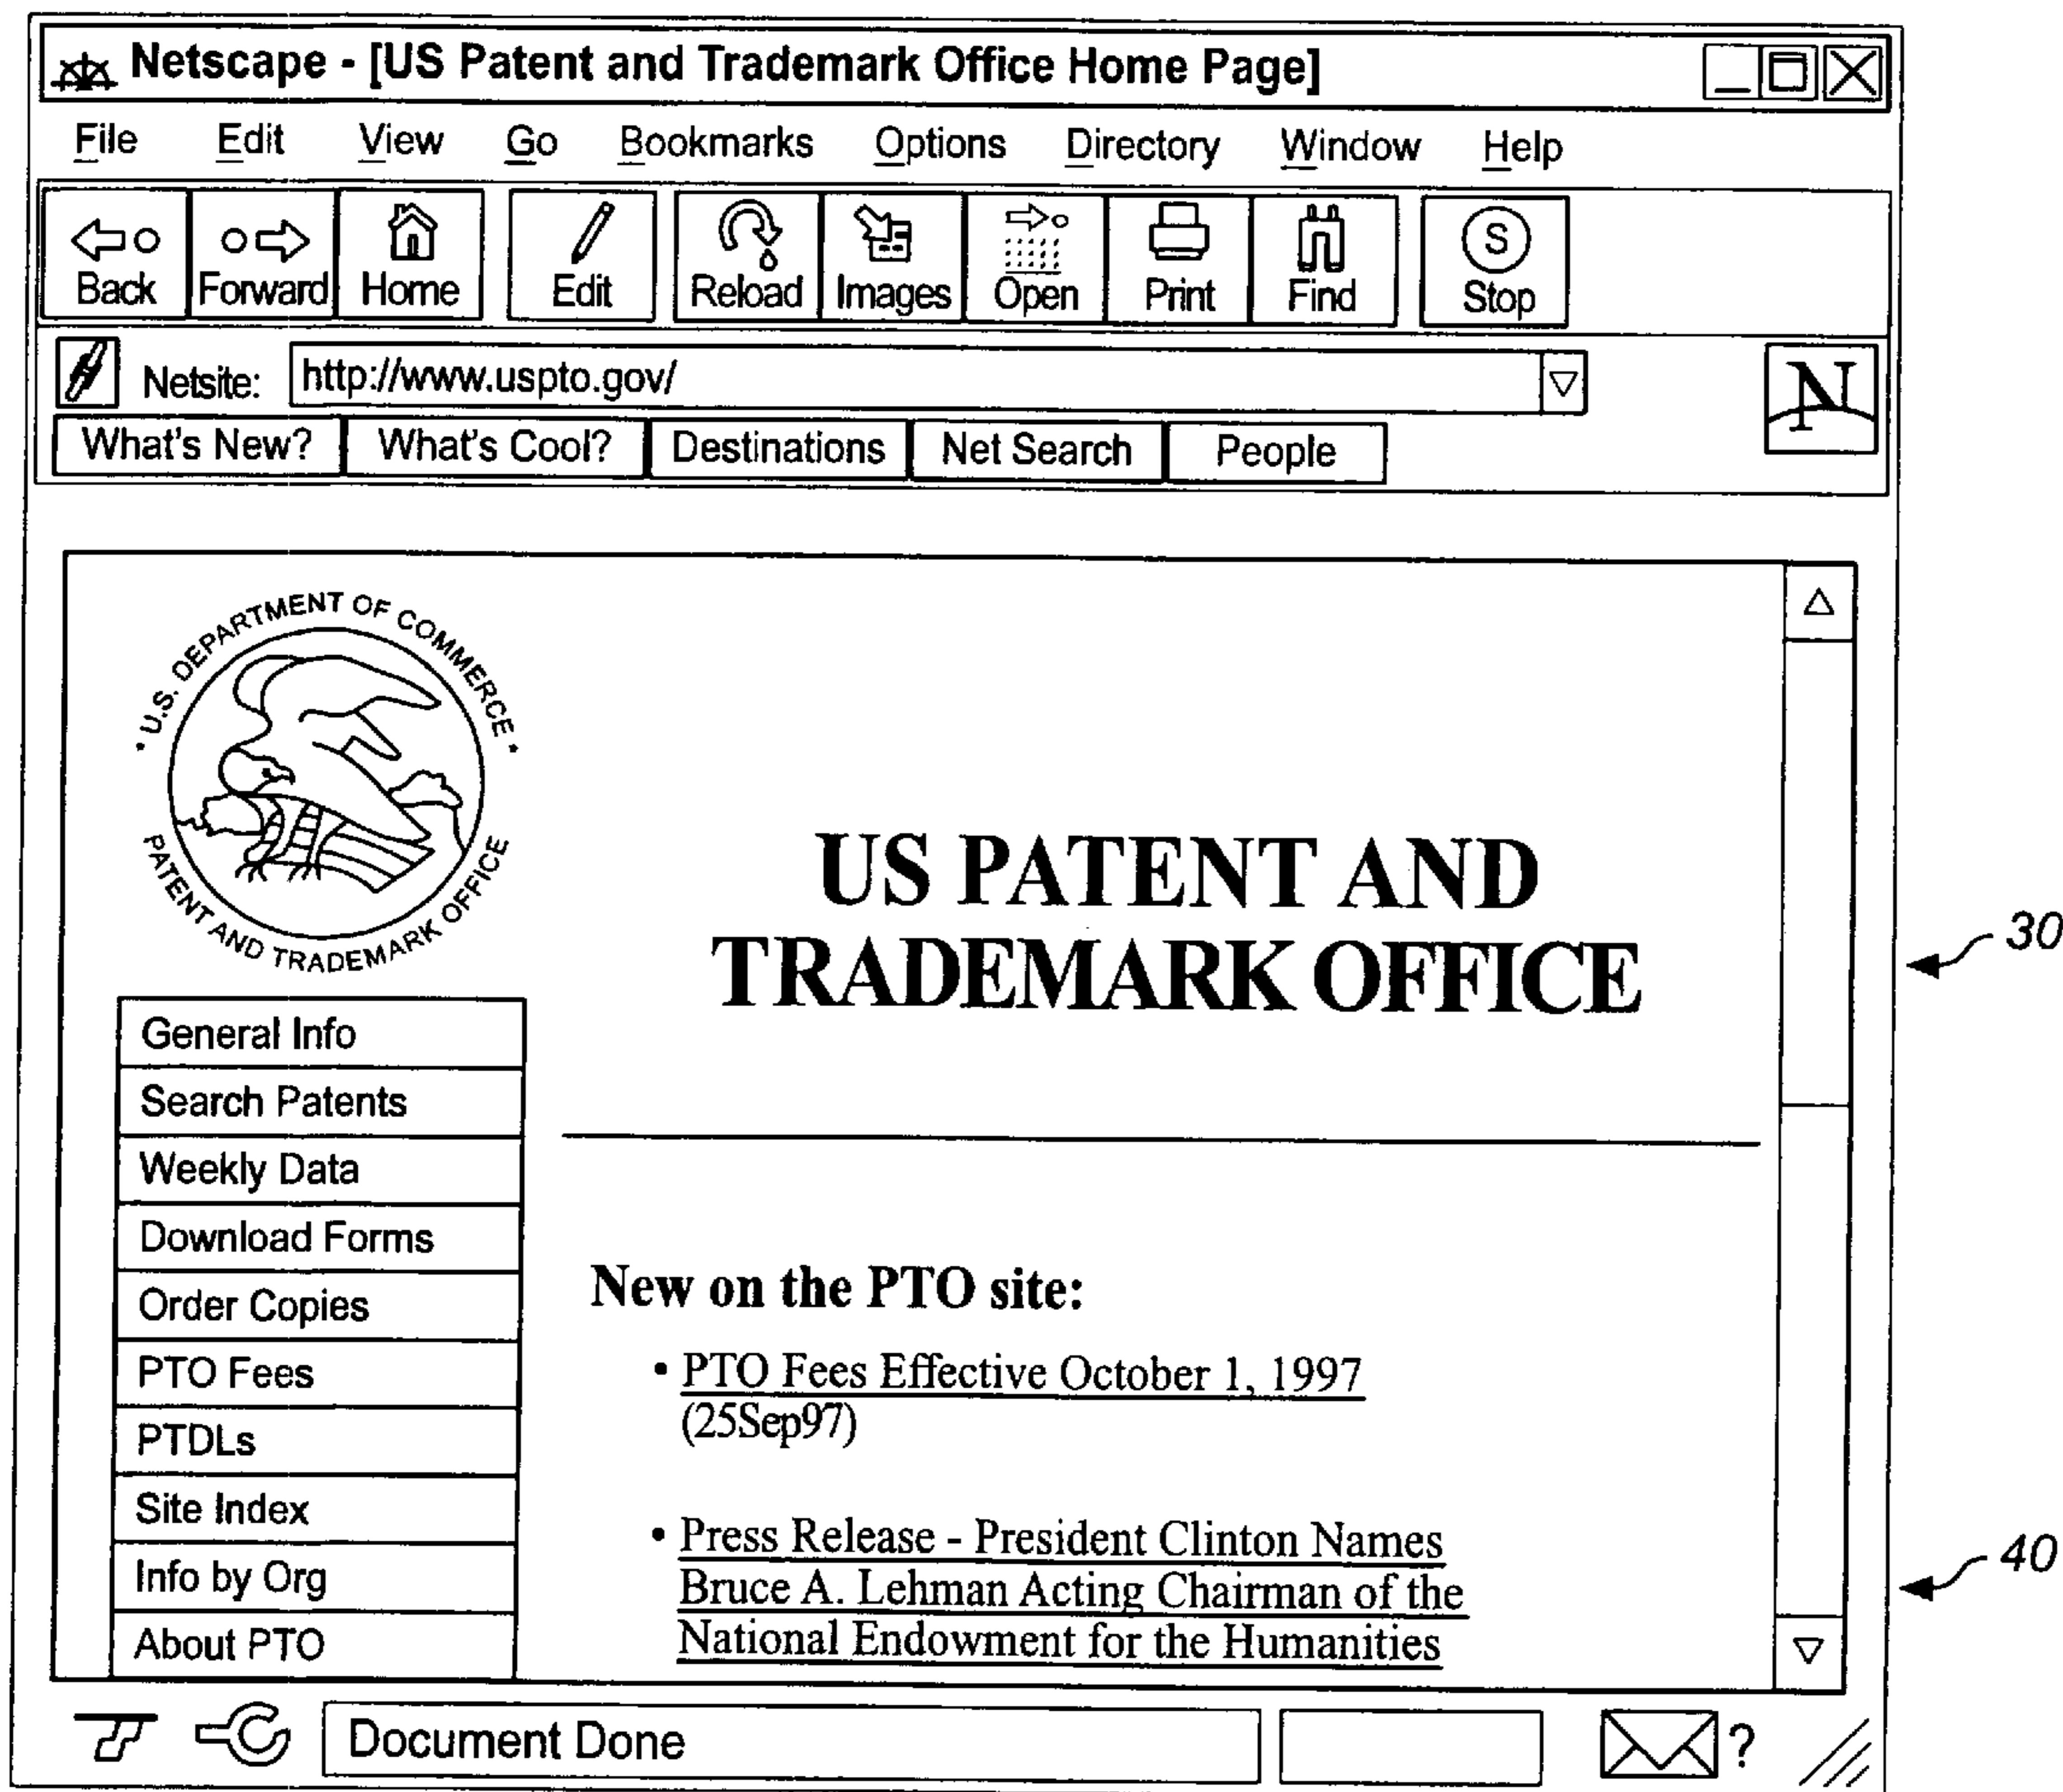 Netscape - [US Patent and Trademark Office Home Page]
File Edit View Go Bookmarks Options Directory Window Help
Back Forward Home Edit Reload Images Open Print Find Stop
S
Netsite: http://www.uspto.gov/
N
What's New? What's Cool? Destinations Net Search People
• U.S. DEPARTMENT OF COMMERCE •
PATENT AND TRADEMARK OFFICE
US PATENT AND
TRADEMARK OFFICE
30
General Info
Search Patents
Weekly Data
Download Forms
Order Copies
PTO Fees
PTDLs
Site Index
Info by Org
About PTO
New on the PTO site:
• PTO Fees Effective October 1, 1997
(25Sep97)
• Press Release - President Clinton Names
Bruce A. Lehman Acting Chairman of the
National Endowment for the Humanities
40
Document Done
?